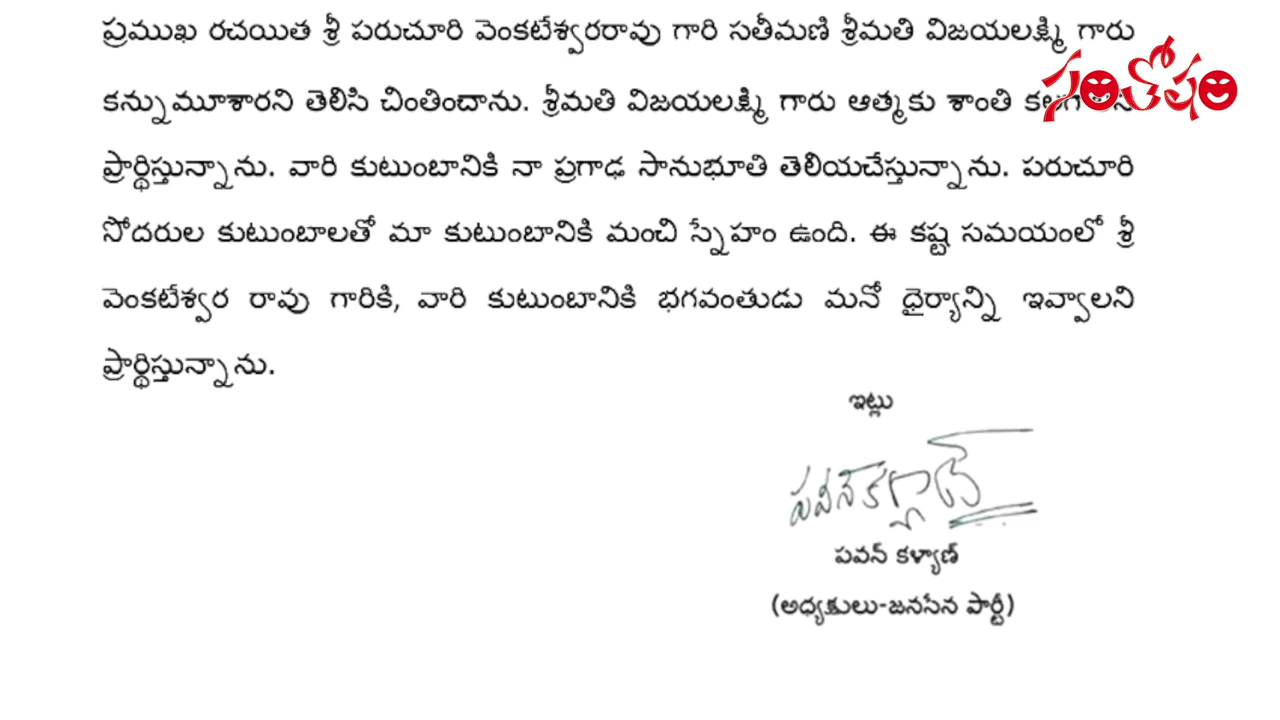 ప్రముఖ రచయిత శ్రీ పరుచూరి వెంకటేశ్వరరావు గారి సతీమణి శ్రీమతి విజయలక్ష్మి గారు
సంతోషం
కన్నుమూశారని తెలిసి చింతించాను. శ్రీమతి విజయలక్ష్మి గారు ఆత్మకు శాంతి
ప్రార్థిస్తున్నాను. వారి కుటుంబానికి నా ప్రగాఢ సానుభూతి తెలియచేస్తున్నాను. పరుచూరి
సోదరుల కుటుంబాలతో మా కుటుంబానికి మంచి స్నేహం ఉంది. ఈ కష్ట సమయంలో శ్రీ
వెంకటేశ్వర రావు గారికి, వారి కుటుంబానికి భగవంతుడు మనో ధైర్యాన్ని ఇవ్వాలని
ప్రార్థిస్తున్నాను.
ఇట్లు
పవన్ కళ్యాణ్
పవన్ కళ్యాణ్
(అధ్యక్షులు-జనసేన పార్టీ)